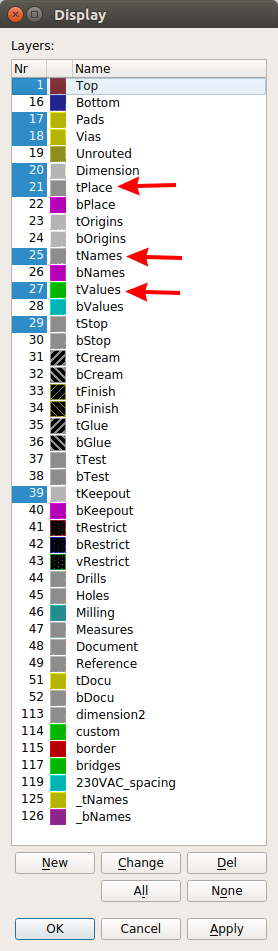 Display
Layers:
Nr Name
1 Top
16 Bottom
17 Pads
18 Vias
19 Unrouted
20 Dimension
21 tPlace
22 bPlace
23 tOrigins
24 bOrigins
25 tNames
26 bNames
27 tValues
28 bValues
29 tStop
30 bStop
31 tCream
32 bCream
33 tFinish
34 bFinish
35 tGlue
36 bGlue
37 tTest
38 bTest
39 tKeepout
40 bKeepout
41 tRestrict
42 bRestrict
43 vRestrict
44 Drills
45 Holes
46 Milling
47 Measures
48 Document
49 Reference
51 tDocu
52 bDocu
113 dimension2
114 custom
115 border
117 bridges
119 230VAC_spacing
125 _tNames
126 _bNames
New Change Del
All None
OK Cancel Apply